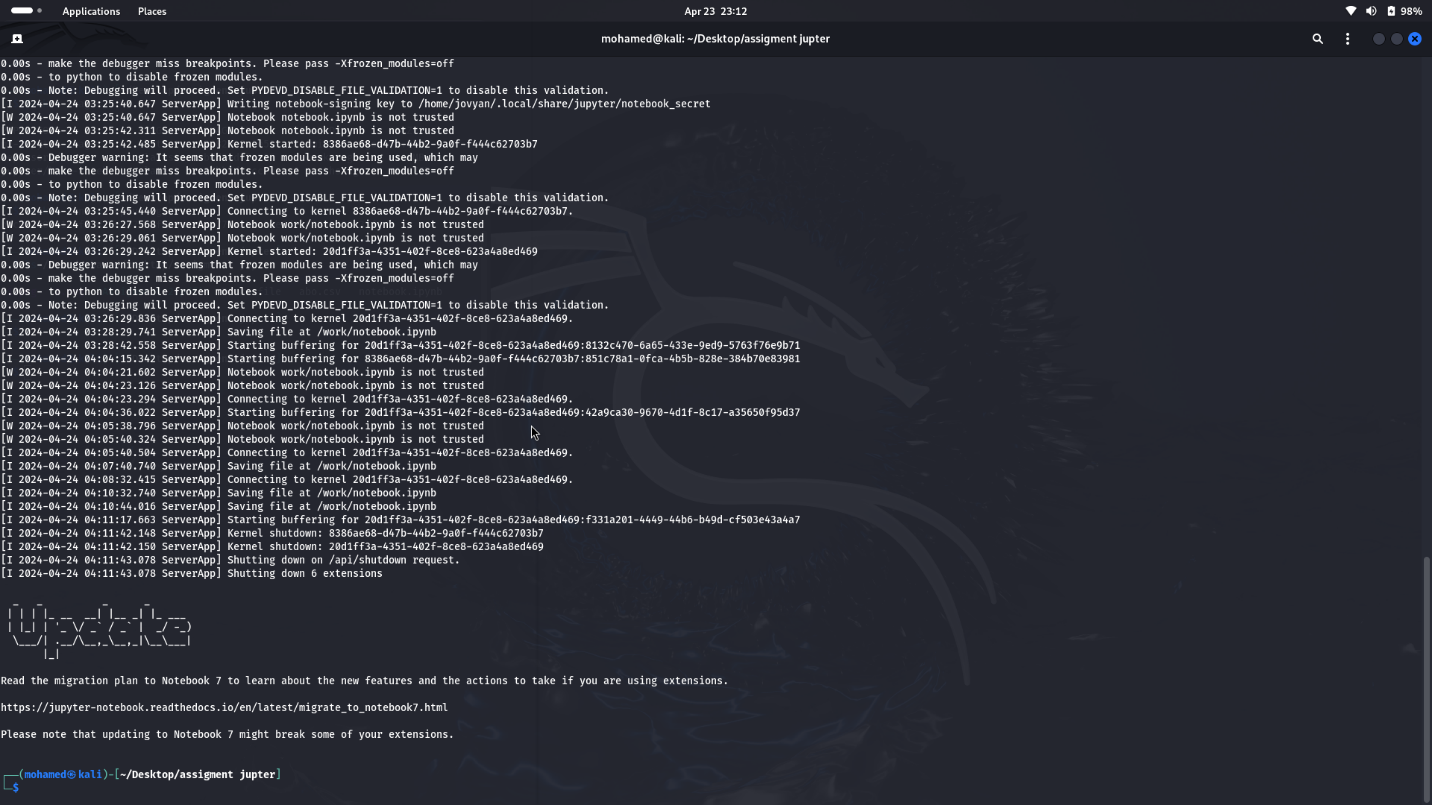 Applications Places Apr 23 23:12 98%
mohamed@kali: ~/Desktop/assigment jupter
0.00s - make the debugger miss breakpoints. Please pass -Xfrozen_modules=off
0.00s - to python to disable frozen modules.
0.00s - Note: Debugging will proceed. Set PYDEVD_DISABLE_FILE_VALIDATION=1 to disable this validation.
[I 2024-04-24 03:25:40.647 ServerApp] Writing notebook-signing key to /home/jovyan/.local/share/jupyter/notebook_secret
[W 2024-04-24 03:25:40.647 ServerApp] Notebook notebook.ipynb is not trusted
[W 2024-04-24 03:25:42.311 ServerApp] Notebook notebook.ipynb is not trusted
[I 2024-04-24 03:25:42.485 ServerApp] Kernel started: 8386ae68-d47b-44b2-9a0f-f444c62703b7
0.00s - Debugger warning: It seems that frozen modules are being used, which may
0.00s - make the debugger miss breakpoints. Please pass -Xfrozen_modules=off
0.00s - to python to disable frozen modules.
0.00s - Note: Debugging will proceed. Set PYDEVD_DISABLE_FILE_VALIDATION=1 to disable this validation.
[I 2024-04-24 03:25:45.440 ServerApp] Connecting to kernel 8386ae68-d47b-44b2-9a0f-f444c62703b7.
[W 2024-04-24 03:26:27.568 ServerApp] Notebook work/notebook.ipynb is not trusted
[W 2024-04-24 03:26:29.061 ServerApp] Notebook work/notebook.ipynb is not trusted
[I 2024-04-24 03:26:29.242 ServerApp] Kernel started: 20d1ff3a-4351-402f-8ce8-623a4a8ed469
0.00s - Debugger warning: It seems that frozen modules are being used, which may
0.00s - make the debugger miss breakpoints. Please pass -Xfrozen_modules=off
0.00s - to python to disable frozen modules.
0.00s - Note: Debugging will proceed. Set PYDEVD_DISABLE_FILE_VALIDATION=1 to disable this validation.
[I 2024-04-24 03:26:29.836 ServerApp] Connecting to kernel 20d1ff3a-4351-402f-8ce8-623a4a8ed469.
[I 2024-04-24 03:28:29.741 ServerApp] Saving file at /work/notebook.ipynb
[I 2024-04-24 03:28:42.558 ServerApp] Starting buffering for 20d1ff3a-4351-402f-8ce8-623a4a8ed469:8132c470-6a65-433e-9ed9-5763f76e9b71
[I 2024-04-24 04:04:15.342 ServerApp] Starting buffering for 8386ae68-d47b-44b2-9a0f-f444c62703b7:851c78a1-0fca-4b5b-828e-384b70e83981
[W 2024-04-24 04:04:21.602 ServerApp] Notebook work/notebook.ipynb is not trusted
[W 2024-04-24 04:04:23.126 ServerApp] Notebook work/notebook.ipynb is not trusted
[I 2024-04-24 04:04:23.294 ServerApp] Connecting to kernel 20d1ff3a-4351-402f-8ce8-623a4a8ed469.
[I 2024-04-24 04:04:36.022 ServerApp] Starting buffering for 20d1ff3a-4351-402f-8ce8-623a4a8ed469:42a9ca30-9670-4d1f-8c17-a35650f95d37
[W 2024-04-24 04:05:38.796 ServerApp] Notebook work/notebook.ipynb is not trusted
[W 2024-04-24 04:05:40.324 ServerApp] Notebook work/notebook.ipynb is not trusted
[I 2024-04-24 04:05:40.504 ServerApp] Connecting to kernel 20d1ff3a-4351-402f-8ce8-623a4a8ed469.
[I 2024-04-24 04:07:40.740 ServerApp] Saving file at /work/notebook.ipynb
[I 2024-04-24 04:08:32.415 ServerApp] Connecting to kernel 20d1ff3a-4351-402f-8ce8-623a4a8ed469.
[I 2024-04-24 04:10:32.740 ServerApp] Saving file at /work/notebook.ipynb
[I 2024-04-24 04:10:44.016 ServerApp] Saving file at /work/notebook.ipynb
[I 2024-04-24 04:11:17.663 ServerApp] Starting buffering for 20d1ff3a-4351-402f-8ce8-623a4a8ed469:f331a201-4449-44b6-b49d-cf503e43a4a7
[I 2024-04-24 04:11:42.148 ServerApp] Kernel shutdown: 8386ae68-d47b-44b2-9a0f-f444c62703b7
[I 2024-04-24 04:11:42.150 ServerApp] Kernel shutdown: 20d1ff3a-4351-402f-8ce8-623a4a8ed469
[I 2024-04-24 04:11:43.078 ServerApp] Shutting down on /api/shutdown request.
[I 2024-04-24 04:11:43.078 ServerApp] Shutting down 6 extensions
Update
Read the migration plan to Notebook 7 to learn about the new features and the actions to take if you are using extensions.
https://jupyter-notebook.readthedocs.io/en/latest/migrate_to_notebook7.html
Please note that updating to Notebook 7 might break some of your extensions.
┌──(mohamed㉿kali)-[~/Desktop/assigment jupter]
└─$